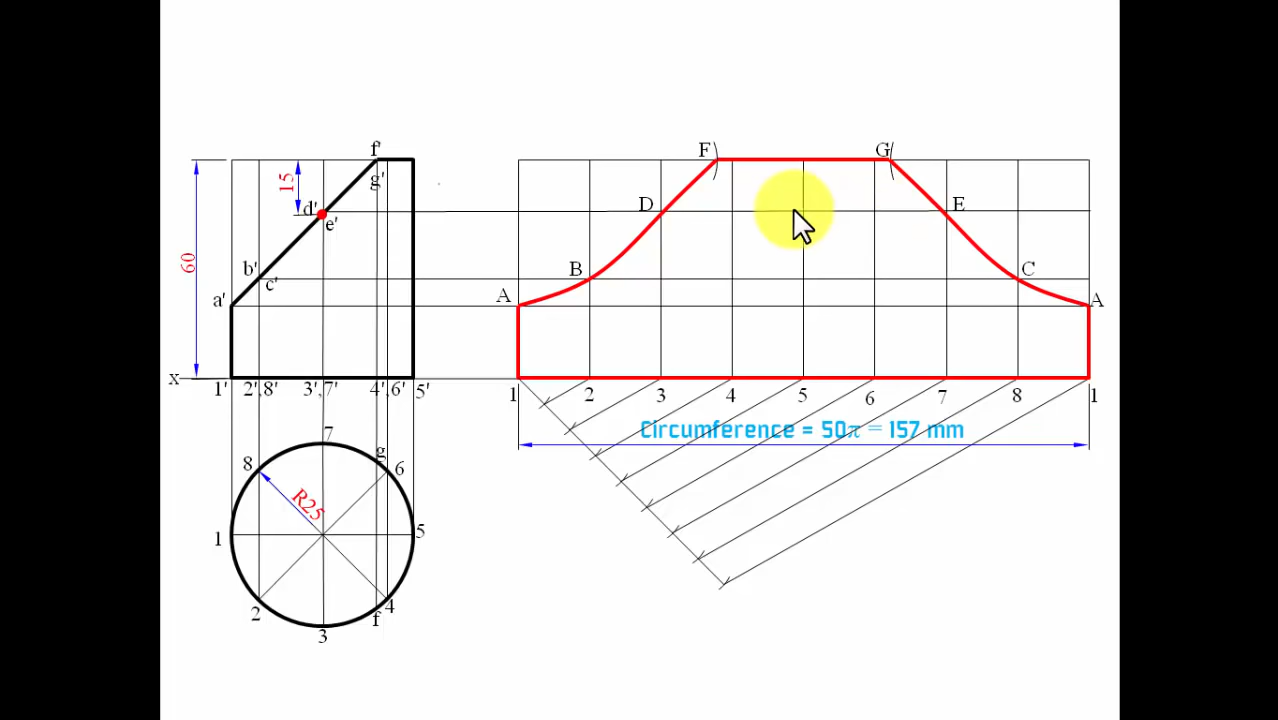 f'
F
G
g'
15
d'
e'
D
E
b'
c'
B
C
60
a'
A
A
x
1' 2',8' 3',7' 4',6' 5'
1 2 3 4 5 6 7 8 1
Circumference = 50π = 157 mm
7
g
8
6
R25
1
5
2
4
f
3